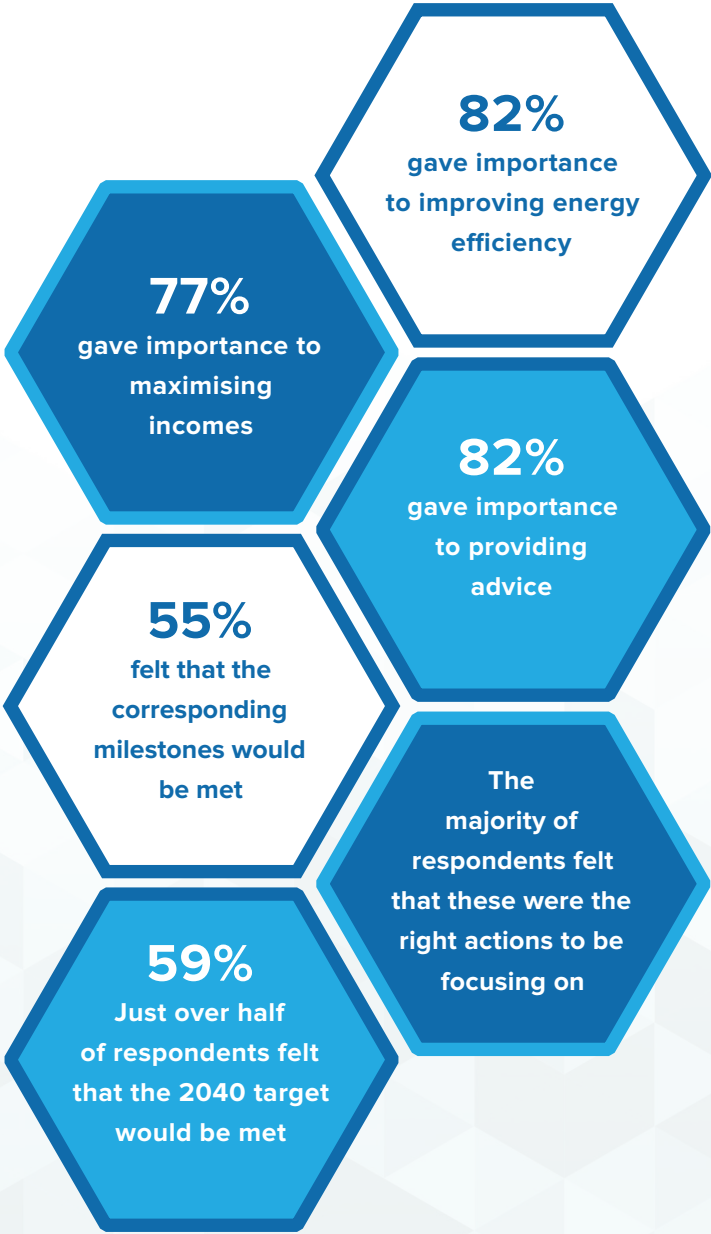 82%
gave importance
to improving energy
efficiency
77%
gave importance to
maximising
incomes
82%
gave importance
to providing
advice
55%
felt that the
corresponding
milestones would
be met
The
majority of
respondents felt
that these were the
right actions to be
focusing on
59%
Just over half
of respondents felt
that the 2040 target
would be met